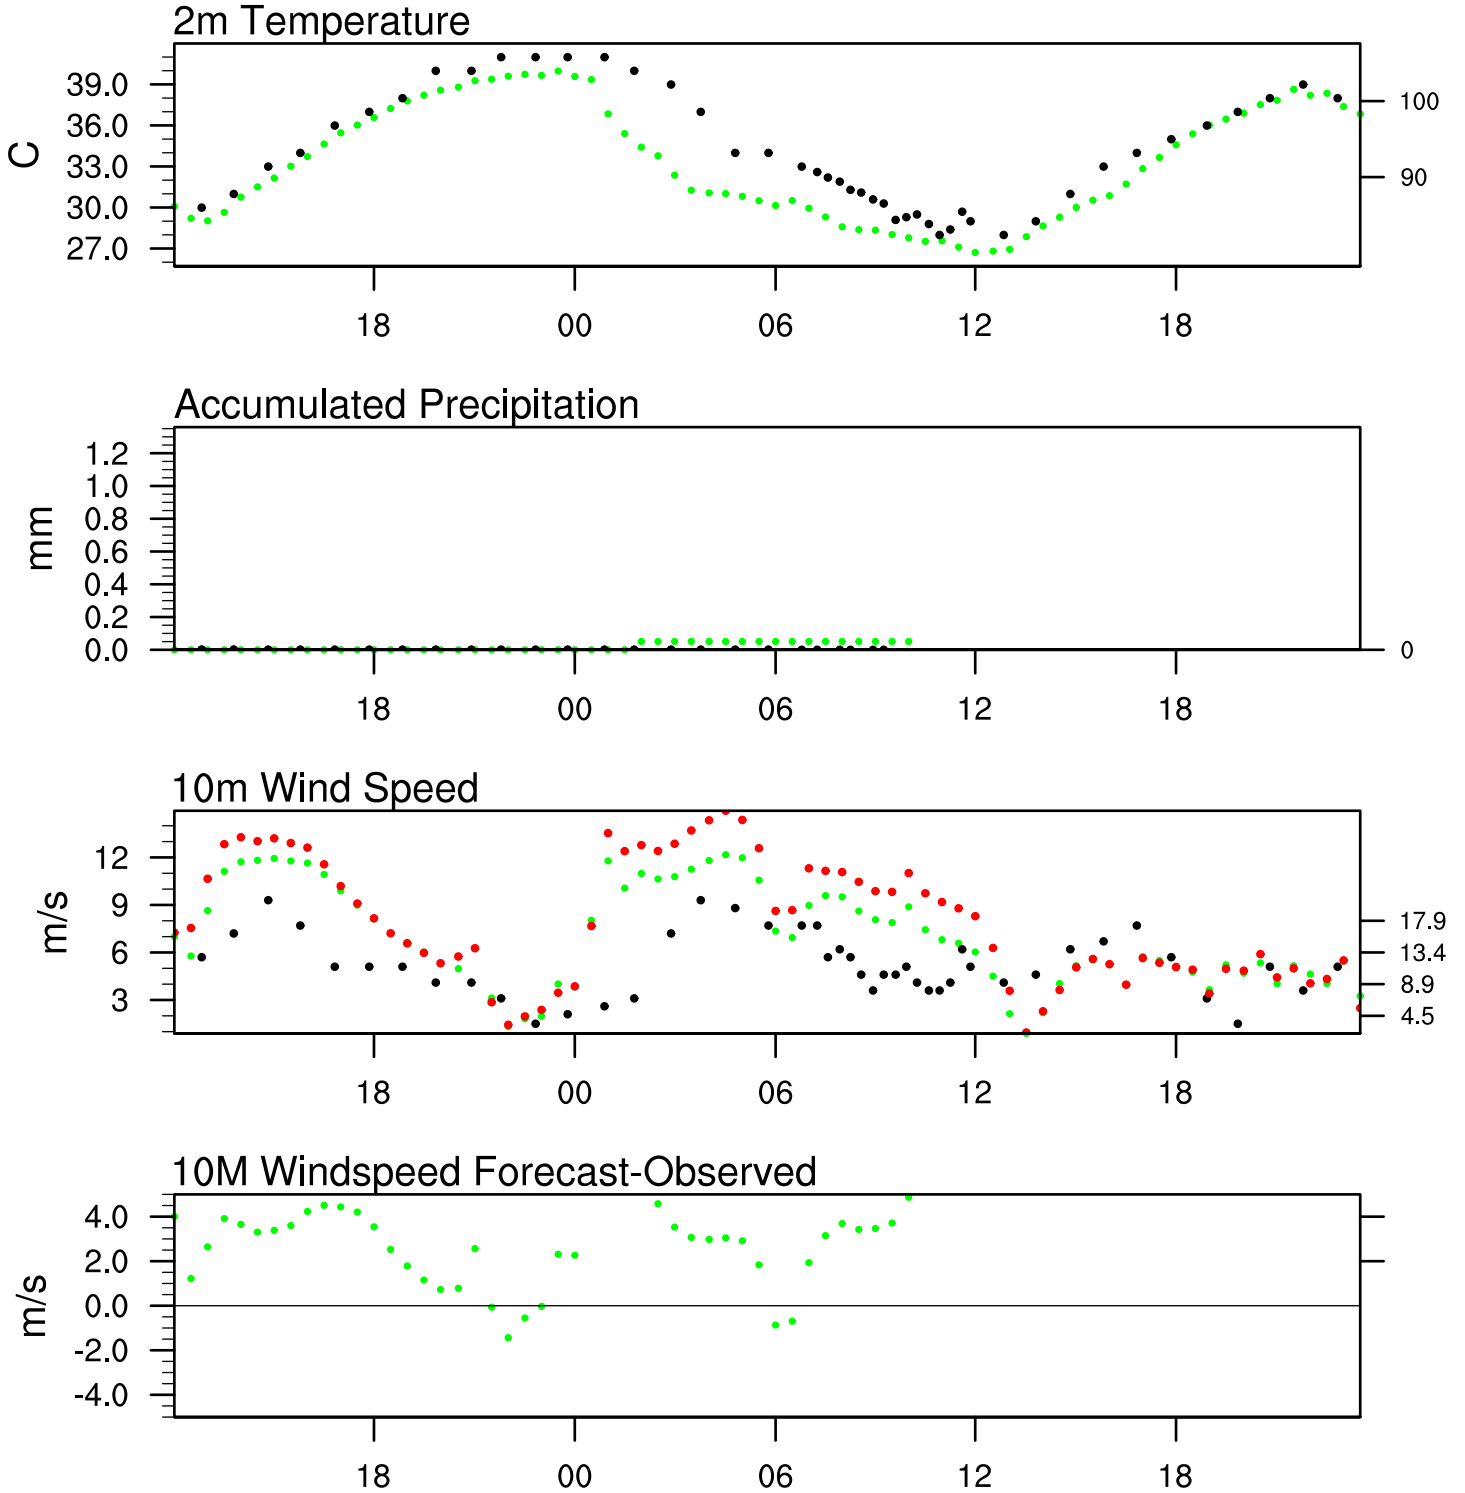 2m Temperature
39.0
36.0
33.0
30.0
27.0
C
100
90
18 00 06 12 18
Accumulated Precipitation
1.2
1.0
0.8
0.6
0.4
0.2
0.0
mm
0
18 00 06 12 18
10m Wind Speed
12
9
6
3
m/s
17.9
13.4
8.9
4.5
18 00 06 12 18
10M Windspeed Forecast-Observed
4.0
2.0
0.0
-2.0
-4.0
m/s
18 00 06 12 18